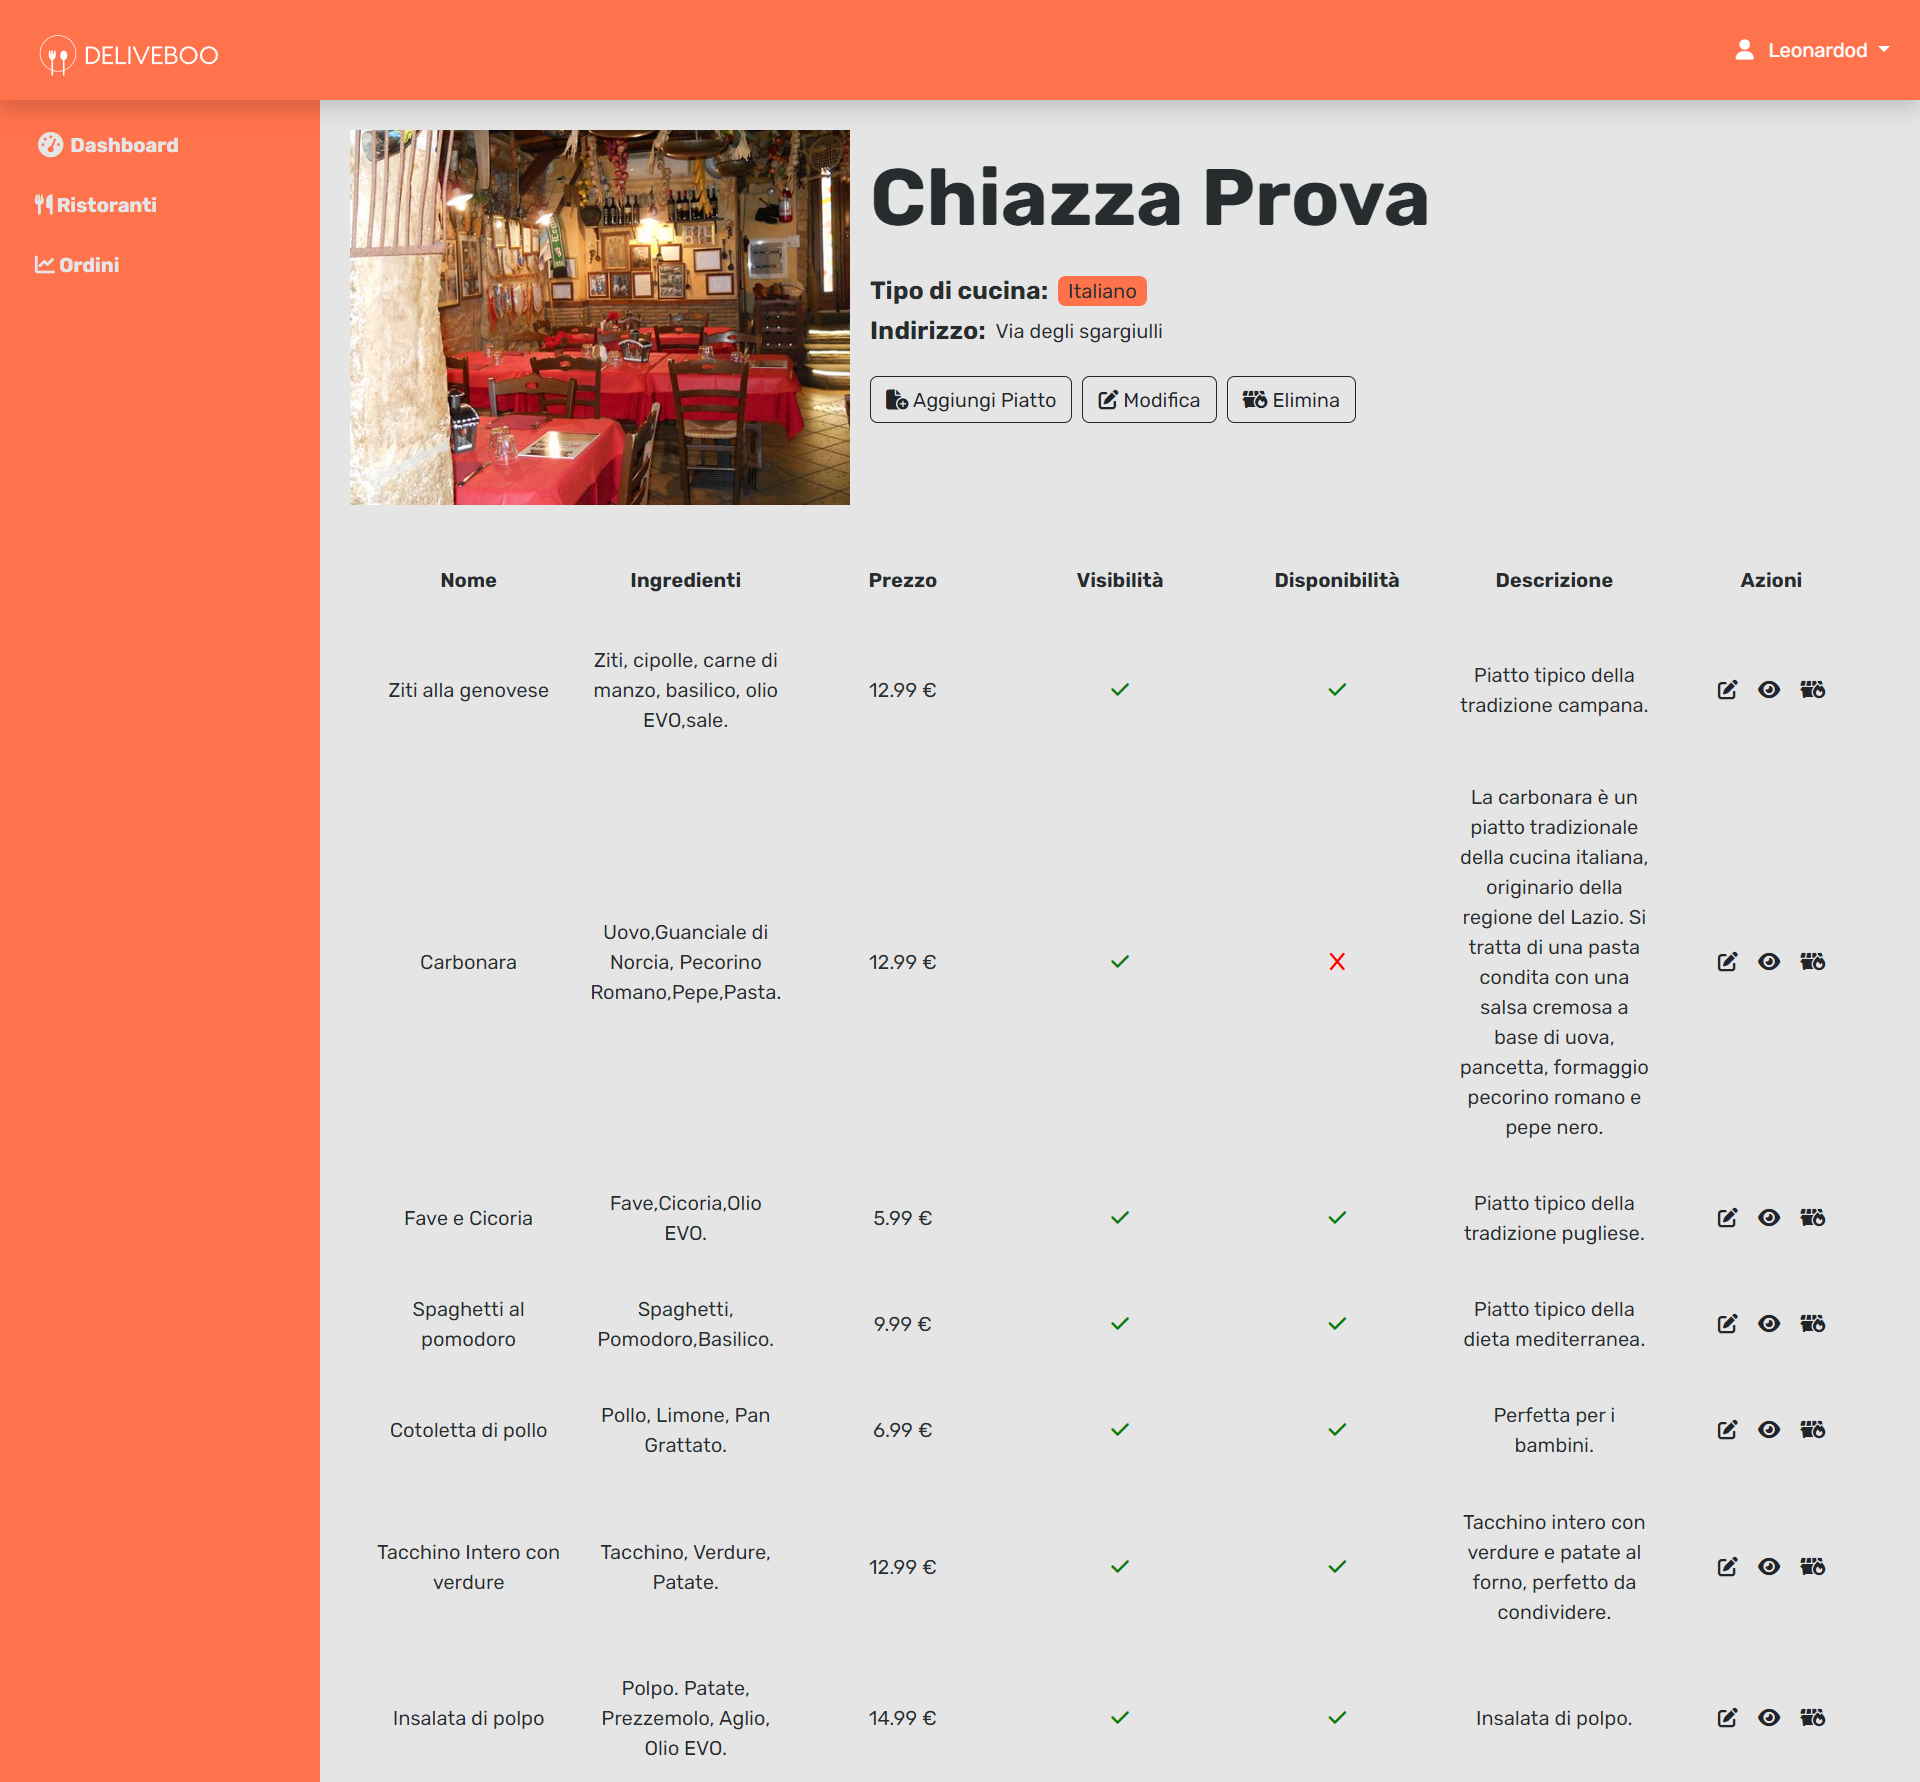 DELIVEBOO
Leonardod
Dashboard
Ristoranti
Ordini
Chiazza Prova
Tipo di cucina: Italiano
Indirizzo: Via degli sgargiulli
Aggiungi Piatto Modifica Elimina
Nome Ingredienti Prezzo Visibilità Disponibilità Descrizione Azioni
Ziti alla genovese
Ziti, cipolle, carne di
manzo, basilico, olio
EVO,sale.
12.99 €
Piatto tipico della
tradizione campana.
Carbonara
Uovo,Guanciale di
Norcia, Pecorino
Romano,Pepe,Pasta.
12.99 €
La carbonara è un
piatto tradizionale
della cucina italiana,
originario della
regione del Lazio. Si
tratta di una pasta
condita con una
salsa cremosa a
base di uova,
pancetta, formaggio
pecorino romano e
pepe nero.
Fave e Cicoria
Fave,Cicoria,Olio
EVO.
5.99 €
Piatto tipico della
tradizione pugliese.
Spaghetti al
pomodoro
Spaghetti,
Pomodoro,Basilico.
9.99 €
Piatto tipico della
dieta mediterranea.
Cotoletta di pollo
Pollo, Limone, Pan
Grattato.
6.99 €
Perfetta per i
bambini.
Tacchino Intero con
verdure
Tacchino, Verdure,
Patate.
12.99 €
Tacchino intero con
verdure e patate al
forno, perfetto da
condividere.
Insalata di polpo
Polpo. Patate,
Prezzemolo, Aglio,
Olio EVO.
14.99 €
Insalata di polpo.